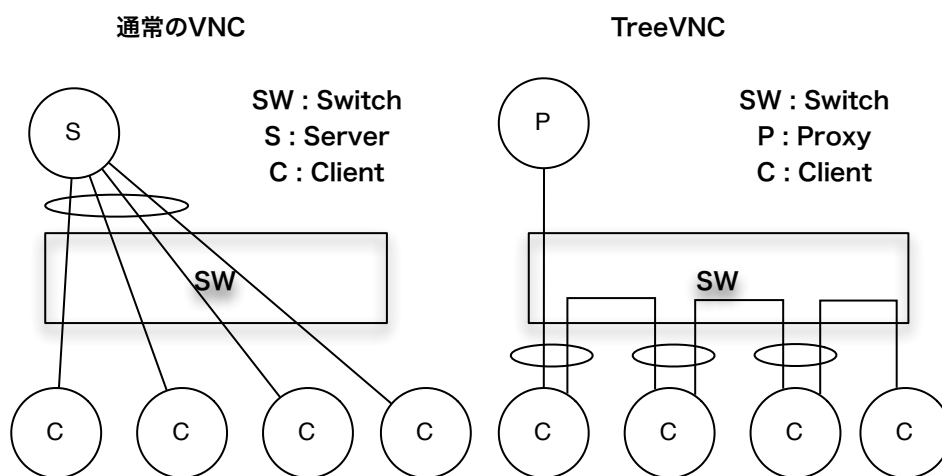 通常のVNC
SW : Switch
S : Server
C : Client
S
SW
C
C
C
C
TreeVNC
SW : Switch
P : Proxy
C : Client
P
SW
C
C
C
C